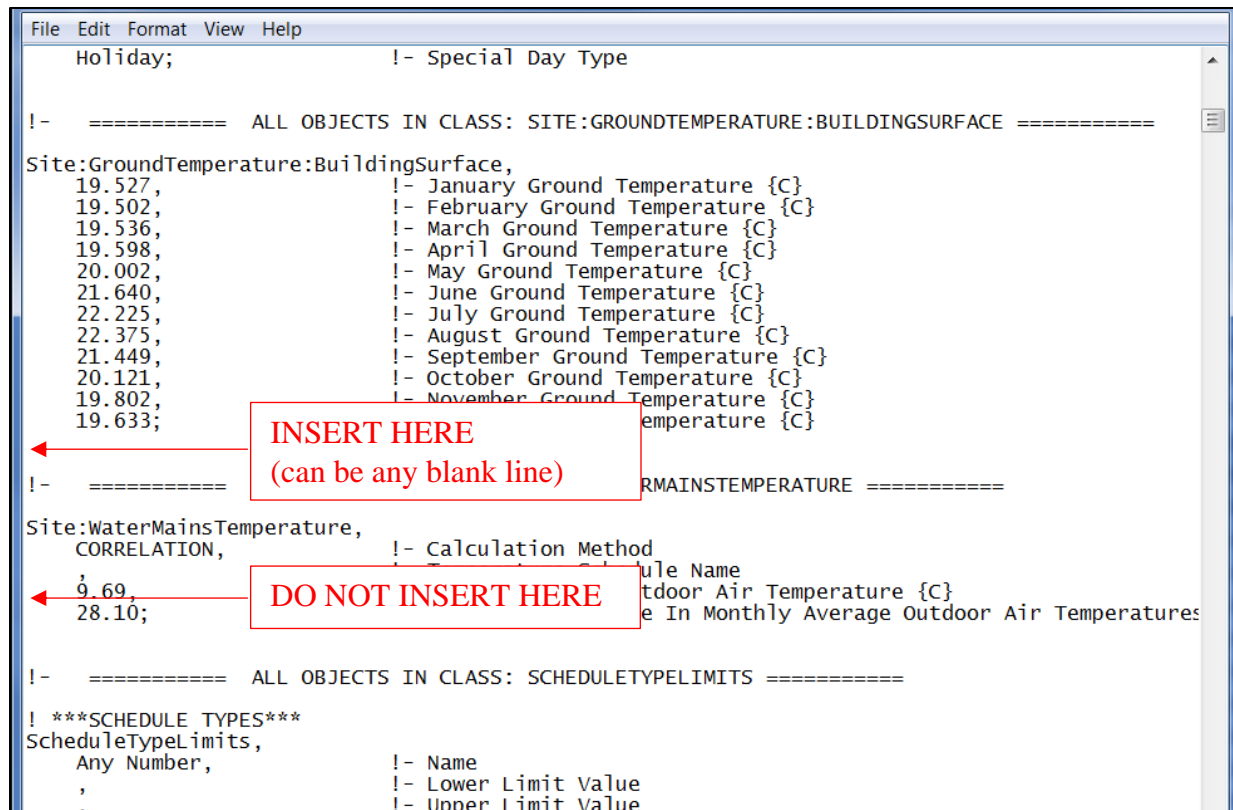 File Edit Format View Help
Holiday; !- Special Day Type
!- =========== ALL OBJECTS IN CLASS: SITE:GROUNDTEMPERATURE:BUILDINGSURFACE ===========
Site:GroundTemperature:BuildingSurface,
19.527, !- January Ground Temperature {C}
19.502, !- February Ground Temperature {C}
19.536, !- March Ground Temperature {C}
19.598, !- April Ground Temperature {C}
20.002, !- May Ground Temperature {C}
21.640, !- June Ground Temperature {C}
22.225, !- July Ground Temperature {C}
22.375, !- August Ground Temperature {C}
21.449, !- September Ground Temperature {C}
20.121, !- October Ground Temperature {C}
19.802, !- November Ground Temperature {C}
19.633; emperature {C}
INSERT HERE
(can be any blank line)
!- =========== RMAINSTEMPERATURE ===========
Site:WaterMainsTemperature,
CORRELATION, !- Calculation Method
, ule Name
9.69, tdoor Air Temperature {C}
DO NOT INSERT HERE
28.10; e In Monthly Average Outdoor Air Temperatures
!- =========== ALL OBJECTS IN CLASS: SCHEDULETYPELIMITS ===========
! ***SCHEDULE TYPES***
ScheduleTypeLimits,
Any Number, !- Name
, !- Lower Limit Value
, !- Upper Limit Value